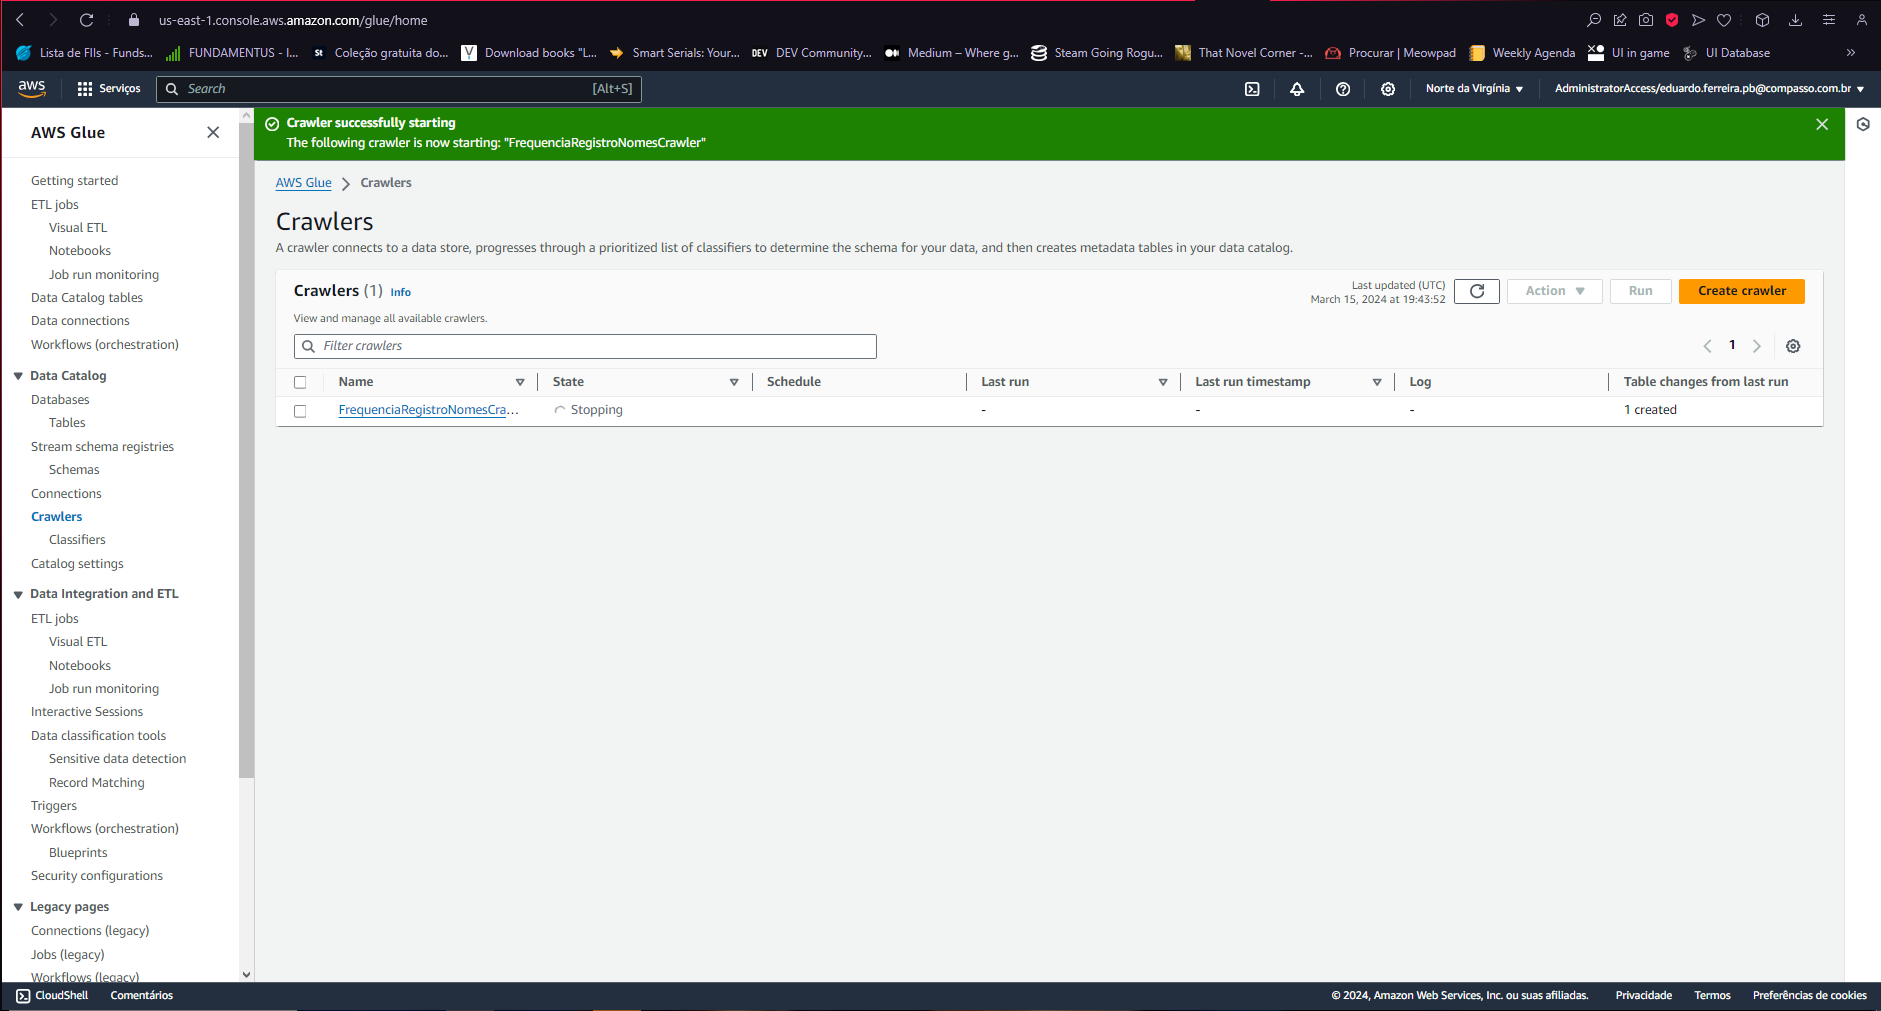 us-east-1.console.aws.amazon.com/glue/home
Lista de FIIs - Funds...
FUNDAMENTUS - I...
St
Coleção gratuita do...
Y
Download books "L...
Smart Serials: Your...
DEV
DEV Community...
Medium – Where g...
Steam Going Rogu...
That Novel Corner -...
Procurar | Meowpad
Weekly Agenda
UI in game
UI Database
»
aws
Serviços
Search
[Alt+S]
Norte da Virgínia
AdministratorAccess/eduardo.ferreira.pb@compasso.com.br
AWS Glue
Getting started
ETL jobs
Visual ETL
Notebooks
Job run monitoring
Data Catalog tables
Data connections
Workflows (orchestration)
Data Catalog
Databases
Tables
Stream schema registries
Schemas
Connections
Crawlers
Classifiers
Catalog settings
Data Integration and ETL
ETL jobs
Visual ETL
Notebooks
Job run monitoring
Interactive Sessions
Data classification tools
Sensitive data detection
Record Matching
Triggers
Workflows (orchestration)
Blueprints
Security configurations
Legacy pages
Connections (legacy)
Jobs (legacy)
Workflows (legacy)
Crawler successfully starting
The following crawler is now starting: "FrequenciaRegistroNomesCrawler"
AWS Glue
Crawlers
Crawlers
A crawler connects to a data store, progresses through a prioritized list of classifiers to determine the schema for your data, and then creates metadata tables in your data catalog.
Crawlers (1) Info
View and manage all available crawlers.
Last updated (UTC)
March 15, 2024 at 19:43:52
Action
Run
Create crawler
Filter crawlers
1
Name
State
Schedule
Last run
Last run timestamp
Log
Table changes from last run
FrequenciaRegistroNomesCra...
Stopping
-
-
-
1 created
CloudShell
Comentários
© 2024, Amazon Web Services, Inc. ou suas afiliadas.
Privacidade
Termos
Preferências de cookies